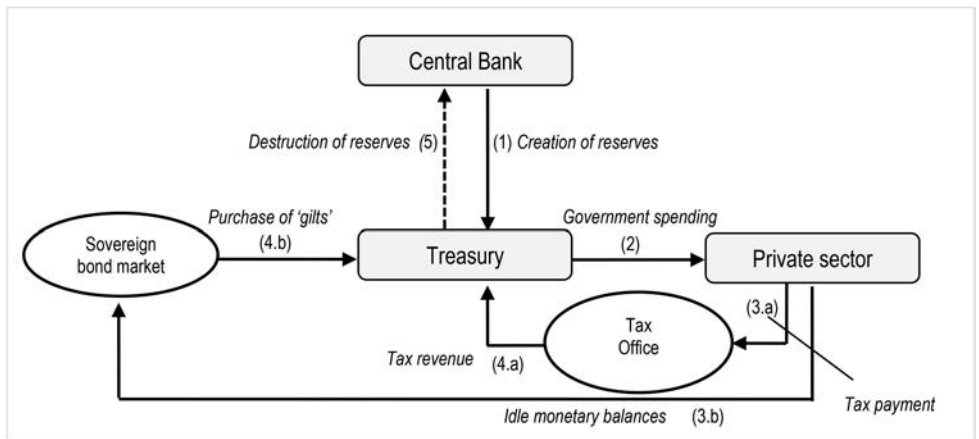 Central Bank
Destruction of reserves (5)
(1) Creation of reserves
Purchase of ‘gilts’
(4.b)
Government spending
(2)
Sovereign
bond market
Treasury
Private sector
(3.a)
Tax
Office
Tax revenue
(4.a)
Tax payment
Idle monetary balances (3.b)